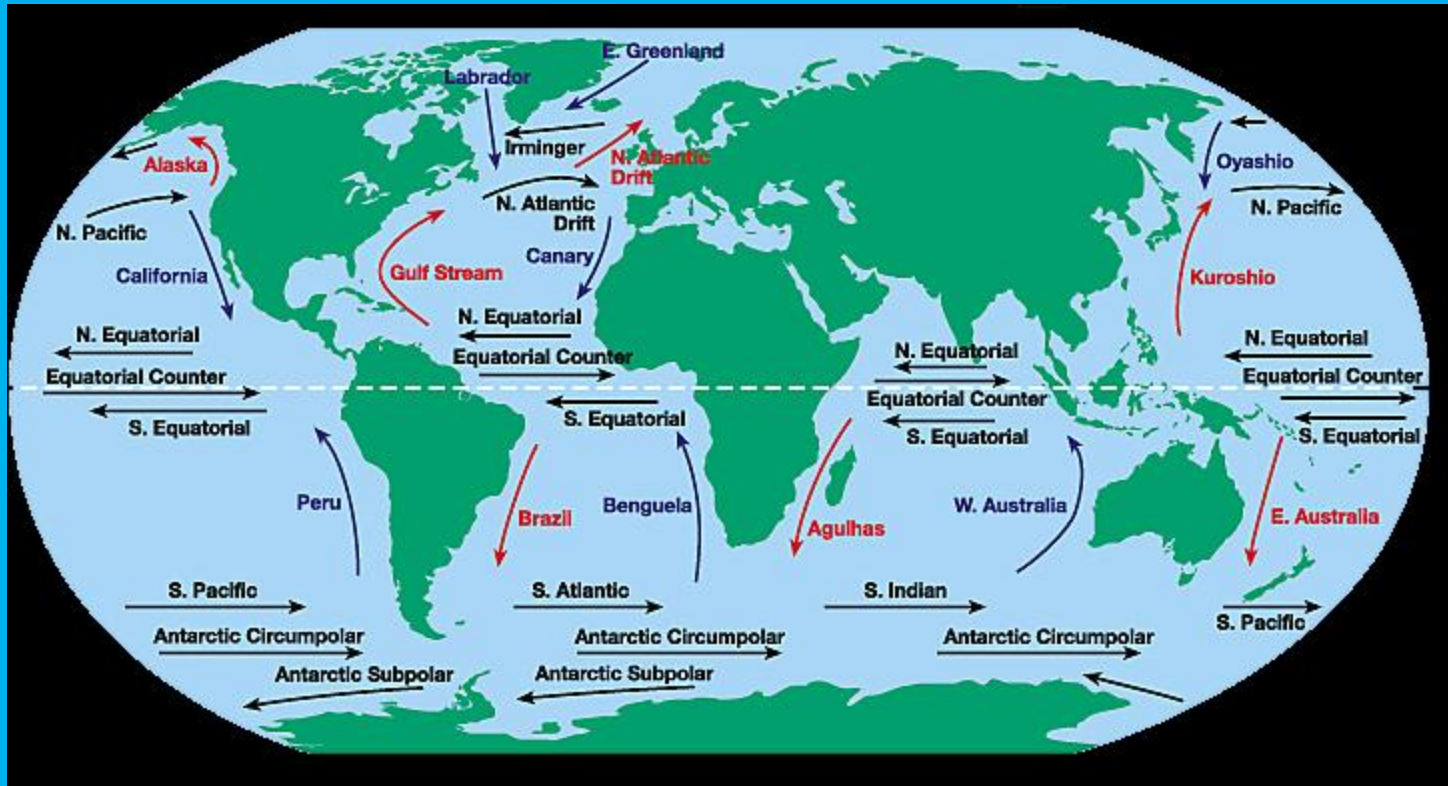 E. Greenland
Labrador
Irminger
Alaska
N. Atlantic
Drift
Oyashio
N. Pacific
N. Atlantic
Drift
N. Pacific
California
Gulf Stream
Canary
Kuroshio
N. Equatorial
N. Equatorial
N. Equatorial
N. Equatorial
Equatorial Counter
Equatorial Counter
Equatorial Counter
Equatorial Counter
S. Equatorial
S. Equatorial
S. Equatorial
S. Equatorial
Peru
Brazil
Benguela
Agulhas
W. Australia
E. Australia
S. Pacific
S. Atlantic
S. Indian
S. Pacific
Antarctic Circumpolar
Antarctic Circumpolar
Antarctic Circumpolar
Antarctic Subpolar
Antarctic Subpolar